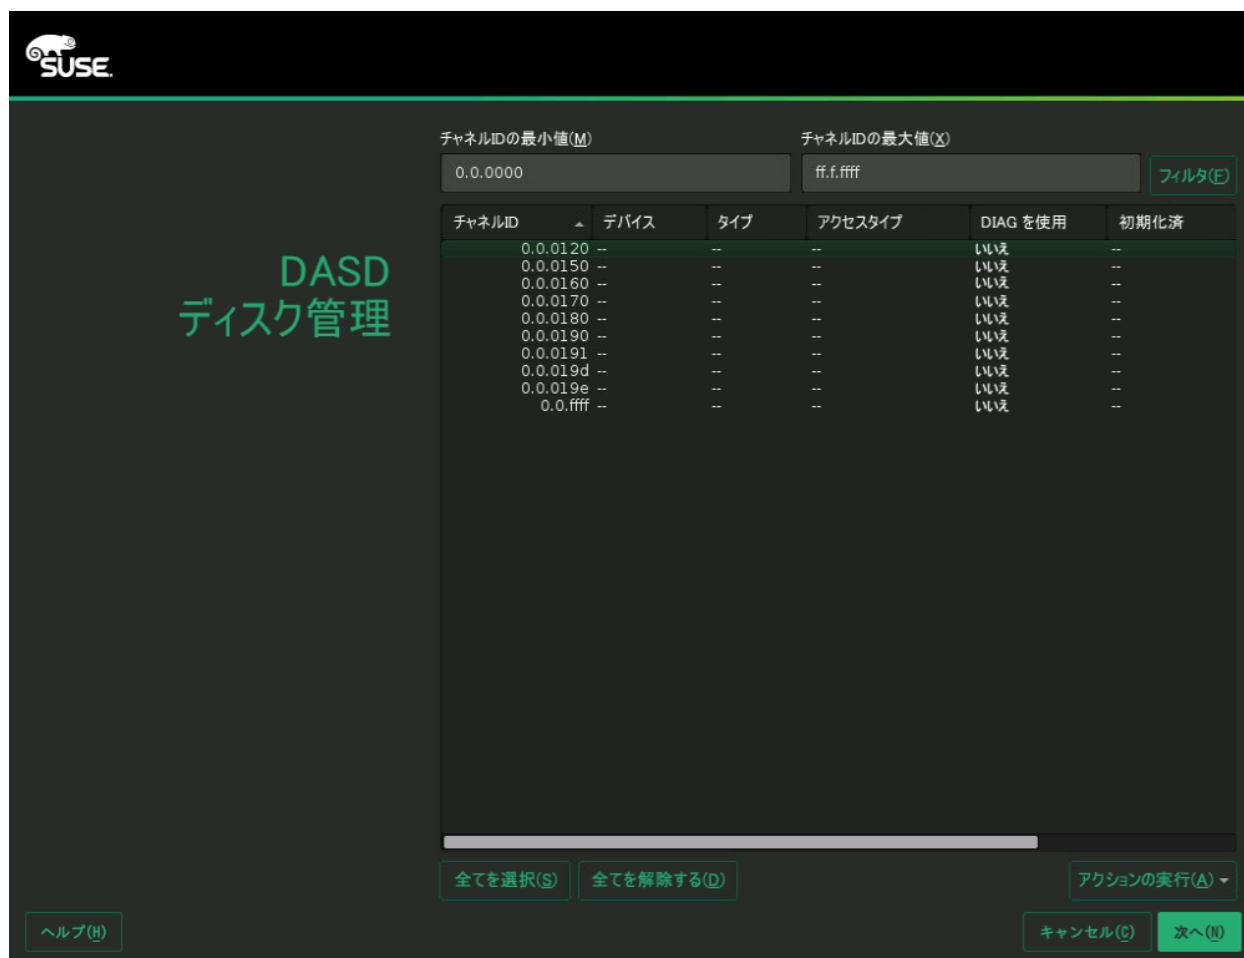 SUSE.
チャネルIDの最小値(M) チャネルIDの最大値(X)
0.0.0000 ff.f.ffff フィルタ(F)
DASD
ディスク管理
チャネルID デバイス タイプ アクセスタイプ DIAG を使用 初期化済
0.0.0120 -- -- -- いいえ --
0.0.0150 -- -- -- いいえ --
0.0.0160 -- -- -- いいえ --
0.0.0170 -- -- -- いいえ --
0.0.0180 -- -- -- いいえ --
0.0.0190 -- -- -- いいえ --
0.0.0191 -- -- -- いいえ --
0.0.019d -- -- -- いいえ --
0.0.019e -- -- -- いいえ --
0.0.ffff -- -- -- いいえ --
全てを選択(S) 全てを解除する(D) アクションの実行(A)
ヘルプ(H) キャンセル(C) 次へ(N)